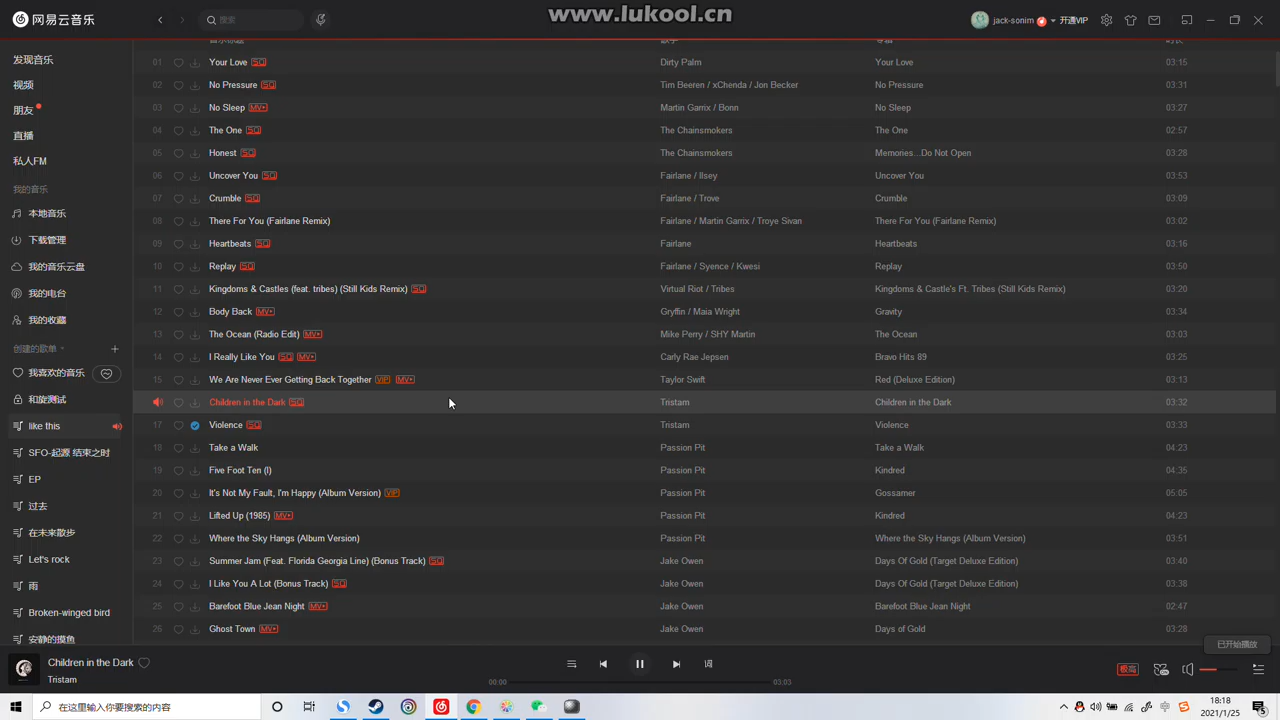 网易云音乐
搜索
www.lukool.cn
jack-sonim
开通VIP
发现音乐
视频
朋友
直播
私人FM
我的音乐
本地音乐
下载管理
我的音乐云盘
我的电台
我的收藏
创建的歌单
我喜欢的音乐
和旋测试
like this
SFO-起源 结束之时
EP
过去
在未来散步
Let's rock
雨
Broken-winged bird
安静的摸鱼
01 Your Love SQ Dirty Palm Your Love 03:15
02 No Pressure SQ Tim Beeren / xChenda / Jon Becker No Pressure 03:31
03 No Sleep MV Martin Garrix / Bonn No Sleep 03:27
04 The One SQ The Chainsmokers The One 02:57
05 Honest SQ The Chainsmokers Memories...Do Not Open 03:28
06 Uncover You SQ Fairlane / Ilsey Uncover You 03:53
07 Crumble SQ Fairlane / Trove Crumble 03:09
08 There For You (Fairlane Remix) Fairlane / Martin Garrix / Troye Sivan There For You (Fairlane Remix) 03:02
09 Heartbeats SQ Fairlane Heartbeats 03:16
10 Replay SQ Fairlane / Syence / Kwesi Replay 03:50
11 Kingdoms & Castles (feat. tribes) (Still Kids Remix) SQ Virtual Riot / Tribes Kingdoms & Castle's Ft. Tribes (Still Kids Remix) 03:20
12 Body Back MV Gryffin / Maia Wright Gravity 03:34
13 The Ocean (Radio Edit) MV Mike Perry / SHY Martin The Ocean 03:03
14 I Really Like You SQ MV Carly Rae Jepsen Bravo Hits 89 03:25
15 We Are Never Ever Getting Back Together VIP MV Taylor Swift Red (Deluxe Edition) 03:13
Children in the Dark SQ Tristam Children in the Dark 03:32
17 Violence SQ Tristam Violence 03:33
18 Take a Walk Passion Pit Take a Walk 04:23
19 Five Foot Ten (I) Passion Pit Kindred 04:35
20 It's Not My Fault, I'm Happy (Album Version) VIP Passion Pit Gossamer 05:05
21 Lifted Up (1985) MV Passion Pit Kindred 04:23
22 Where the Sky Hangs (Album Version) Passion Pit Where the Sky Hangs (Album Version) 03:51
23 Summer Jam (Feat. Florida Georgia Line) (Bonus Track) SQ Jake Owen Days Of Gold (Target Deluxe Edition) 03:40
24 I Like You A Lot (Bonus Track) SQ Jake Owen Days Of Gold (Target Deluxe Edition) 03:38
25 Barefoot Blue Jean Night MV Jake Owen Barefoot Blue Jean Night 02:47
26 Ghost Town MV Jake Owen Days of Gold 03:28
已开始播放
Children in the Dark
Tristam
词
00:00
03:03
极高
在这里输入你要搜索的内容
中
18:18
2021/1/25